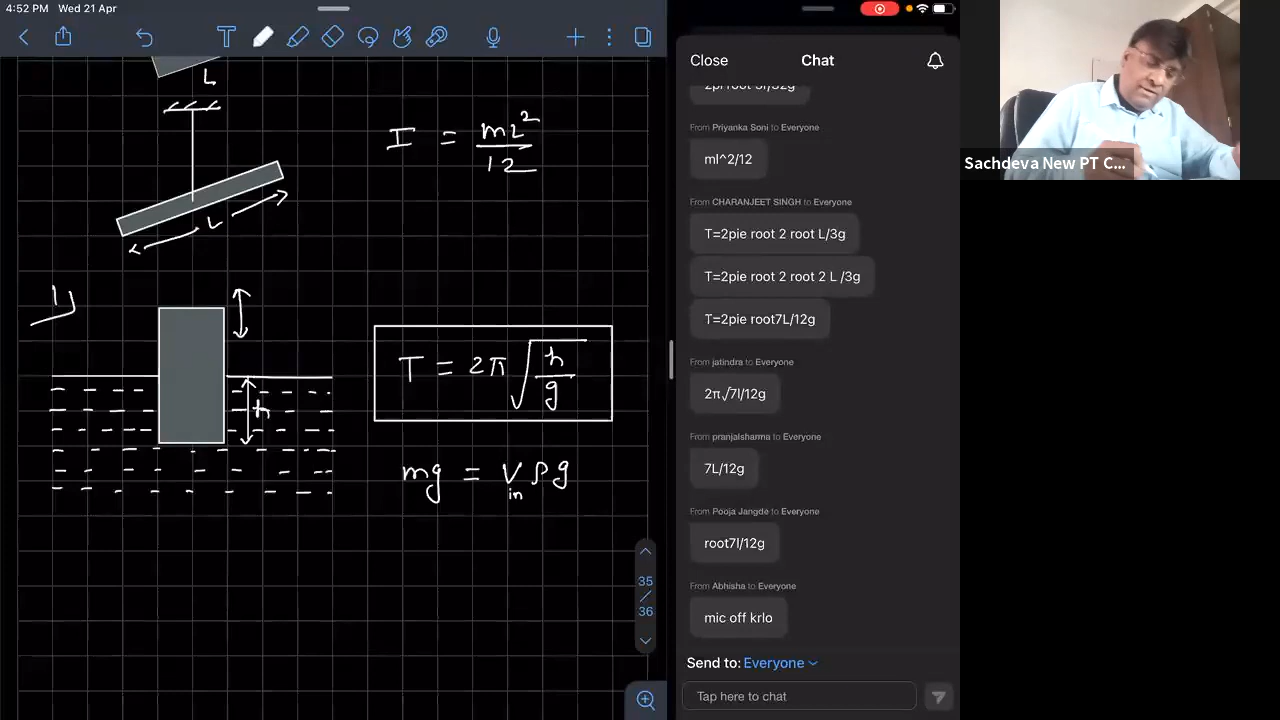 4:52 PM Wed 21 Apr
L
I = mL²/12
L
1)
h
T = 2π√(h/g)
mg = V_in ρg
35
36
Close
Chat
From Priyanka Soni to Everyone
ml^2/12
From CHARANJEET SINGH to Everyone
T=2pie root 2 root L/3g
T=2pie root 2 root 2 L /3g
T=2pie root7L/12g
From jatindra to Everyone
2π√7l/12g
From pranjalsharma to Everyone
7L/12g
From Pooja Jangde to Everyone
root7l/12g
From Abhisha to Everyone
mic off krlo
Send to: Everyone
Tap here to chat
Sachdeva New PT C...